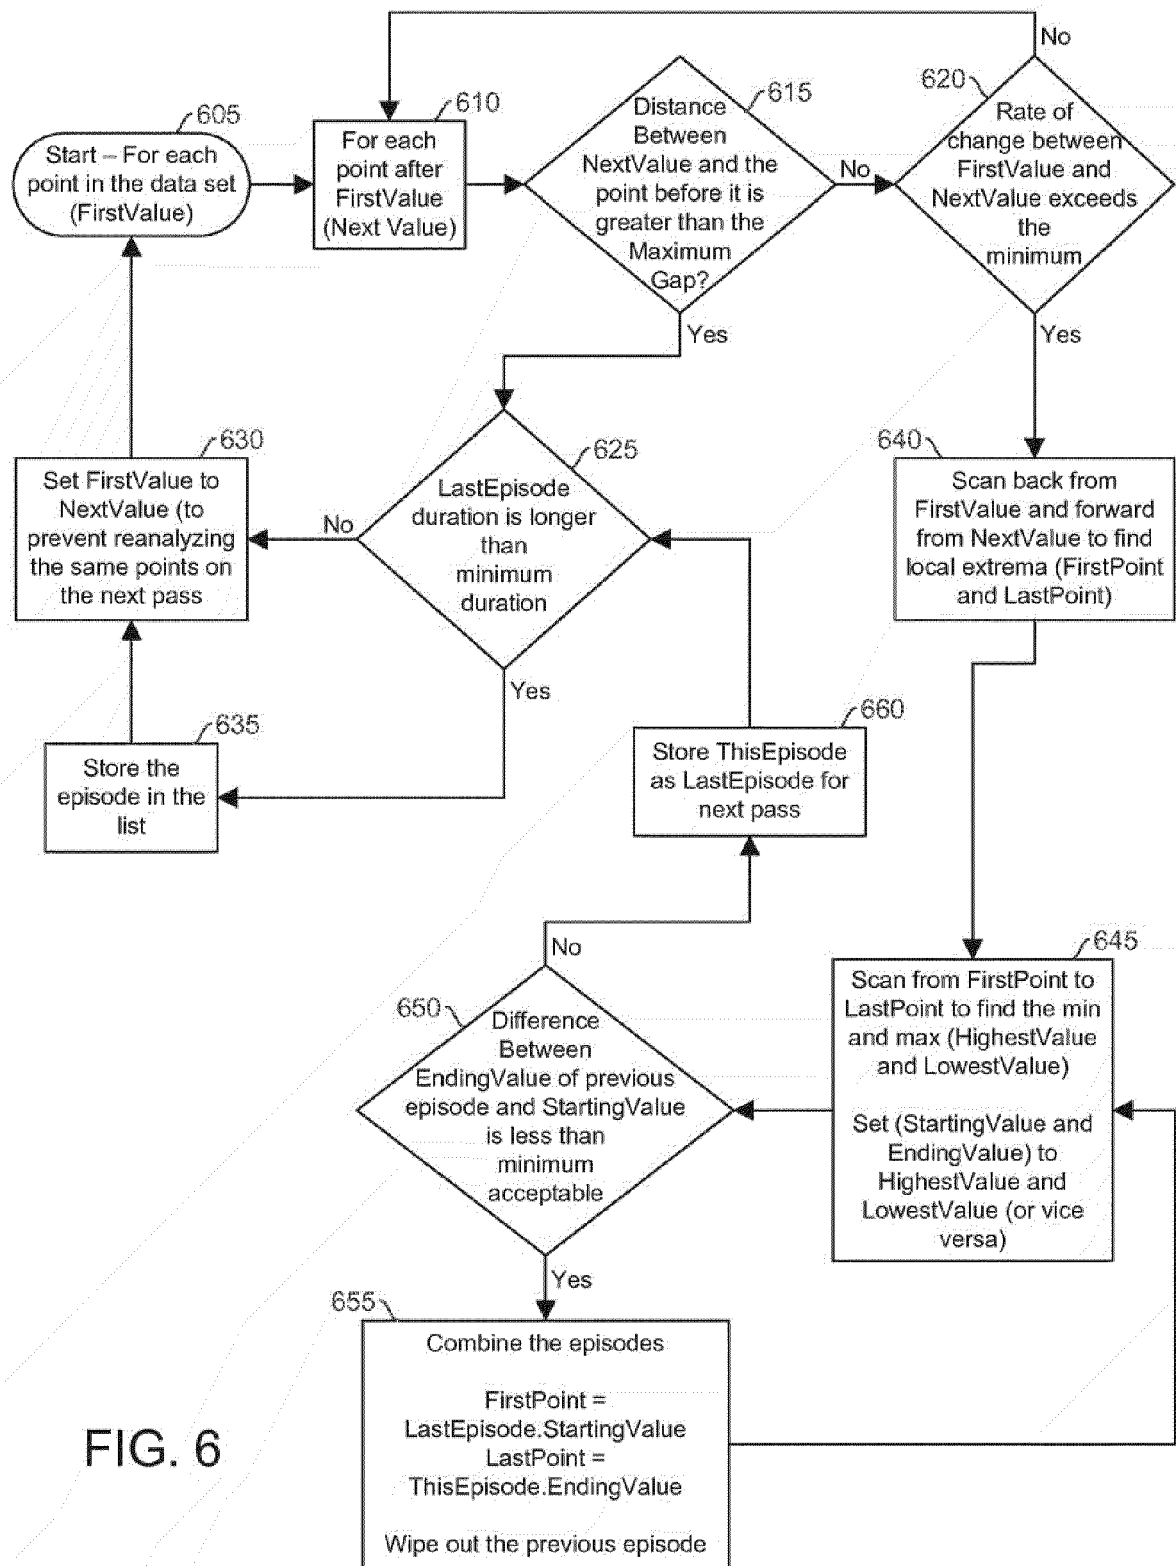 No
605
Start – For each
point in the data set
(FirstValue)
610
For each
point after
FirstValue
(Next Value)
615
Distance
Between
NextValue and the
point before it is
greater than the
Maximum
Gap?
No
620
Rate of
change between
FirstValue and
NextValue exceeds
the
minimum
Yes
Yes
630
Set FirstValue to
NextValue (to
prevent reanalyzing
the same points on
the next pass
No
625
LastEpisode
duration is longer
than
minimum
duration
Yes
640
Scan back from
FirstValue and forward
from NextValue to find
local extrema (FirstPoint
and LastPoint)
635
Store the
episode in the
list
660
Store ThisEpisode
as LastEpisode for
next pass
No
650
Difference
Between
EndingValue of previous
episode and StartingValue
is less than
minimum
acceptable
Yes
645
Scan from FirstPoint to
LastPoint to find the min
and max (HighestValue
and LowestValue)
Set (StartingValue and
EndingValue) to
HighestValue and
LowestValue (or vice
versa)
655
Combine the episodes
FirstPoint =
LastEpisode.StartingValue
LastPoint =
ThisEpisode.EndingValue
Wipe out the previous episode
FIG. 6